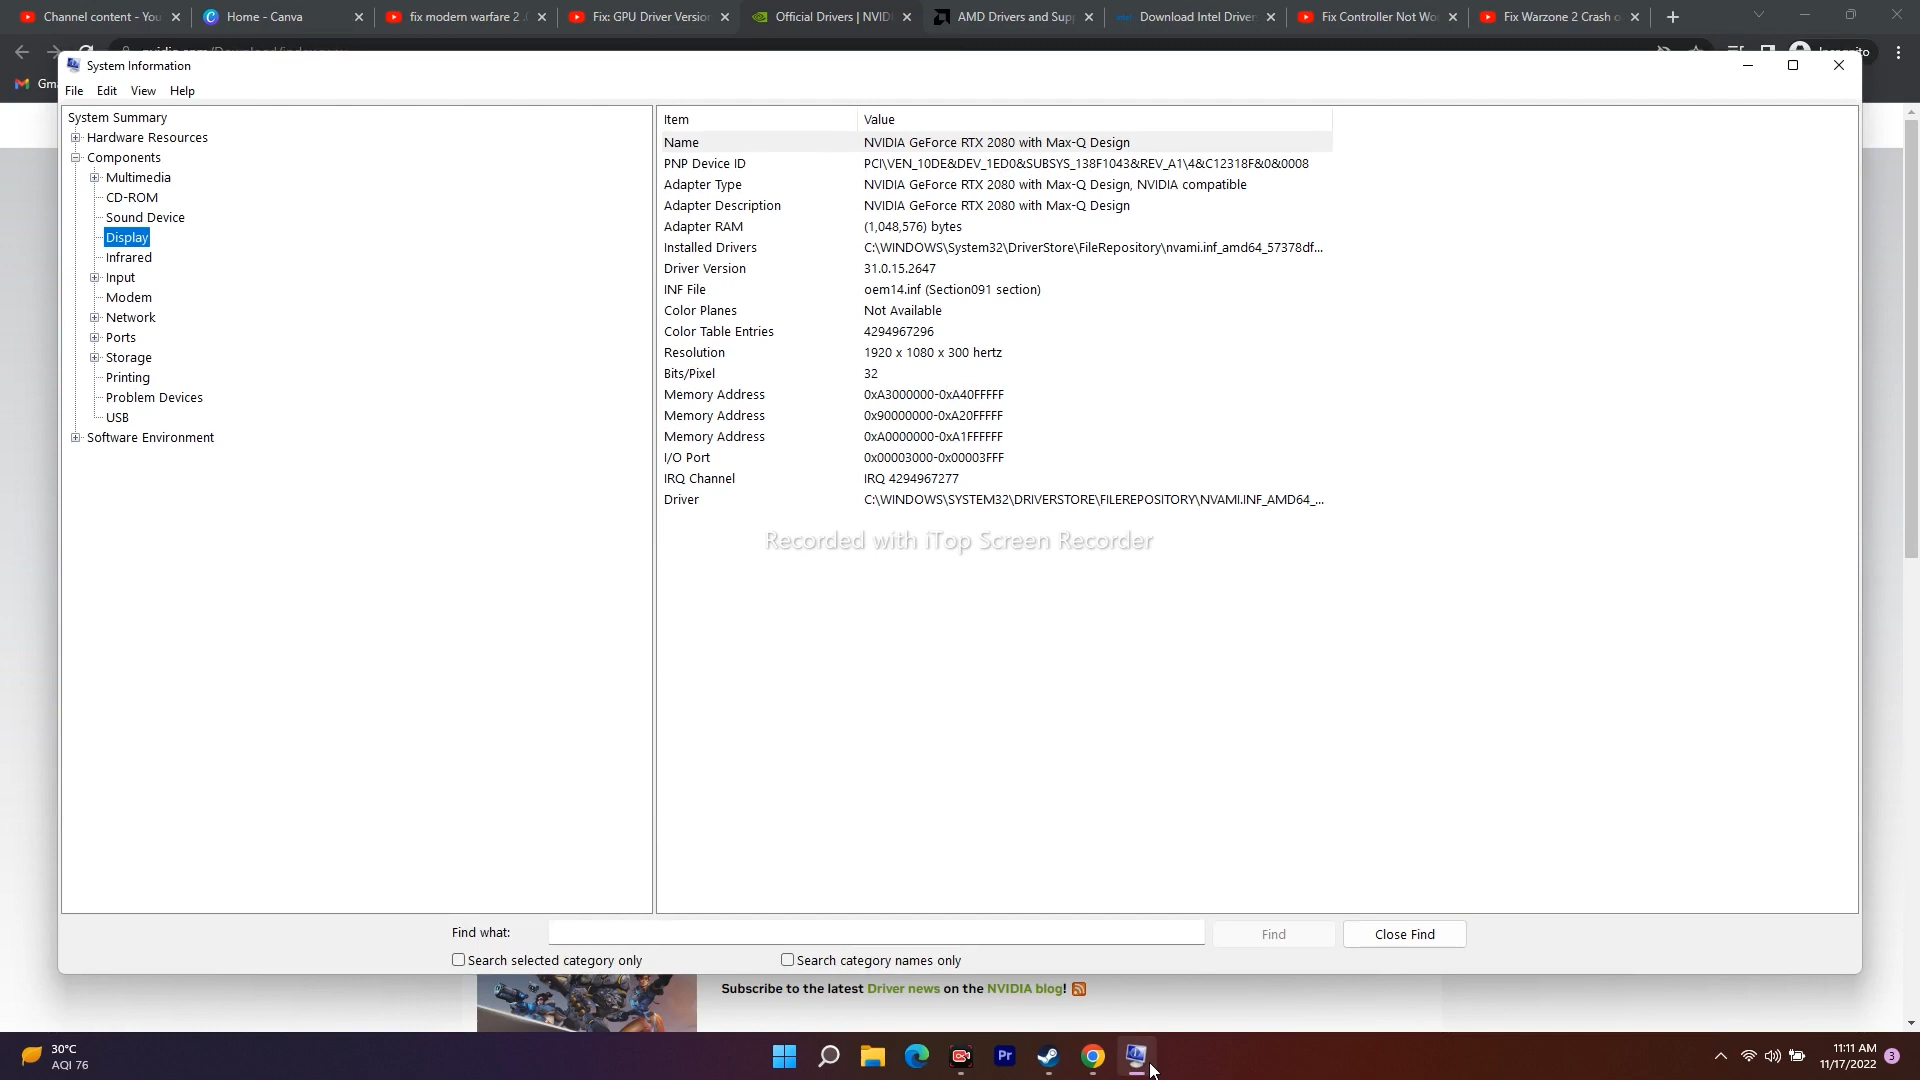 Channel content - You
Home - Canva
fix modern warfare 2
Fix: GPU Driver Version
Official Drivers | NVID
AMD Drivers and Supp
Download Intel Driver
Fix Controller Not Wo
Fix Warzone 2 Crash o
System Information
File Edit View Help
System Summary
Hardware Resources
Components
Multimedia
CD-ROM
Sound Device
Display
Infrared
Input
Modem
Network
Ports
Storage
Printing
Problem Devices
USB
Software Environment
Item Value
Name NVIDIA GeForce RTX 2080 with Max-Q Design
PNP Device ID PCI\VEN_10DE&DEV_1ED0&SUBSYS_138F1043&REV_A1\4&C12318F&0&0008
Adapter Type NVIDIA GeForce RTX 2080 with Max-Q Design, NVIDIA compatible
Adapter Description NVIDIA GeForce RTX 2080 with Max-Q Design
Adapter RAM (1,048,576) bytes
Installed Drivers C:\WINDOWS\System32\DriverStore\FileRepository\nvami.inf_amd64_57378df...
Driver Version 31.0.15.2647
INF File oem14.inf (Section091 section)
Color Planes Not Available
Color Table Entries 4294967296
Resolution 1920 x 1080 x 300 hertz
Bits/Pixel 32
Memory Address 0xA3000000-0xA40FFFFF
Memory Address 0x90000000-0xA20FFFFF
Memory Address 0xA0000000-0xA1FFFFFF
I/O Port 0x00003000-0x00003FFF
IRQ Channel IRQ 4294967277
Driver C:\WINDOWS\SYSTEM32\DRIVERSTORE\FILEREPOSITORY\NVAMI.INF_AMD64_...
Recorded with iTop Screen Recorder
Find what: Find Close Find
Search selected category only Search category names only
Subscribe to the latest Driver news on the NVIDIA blog!
30°C
AQI 76
Pr
11:11 AM
11/17/2022
3